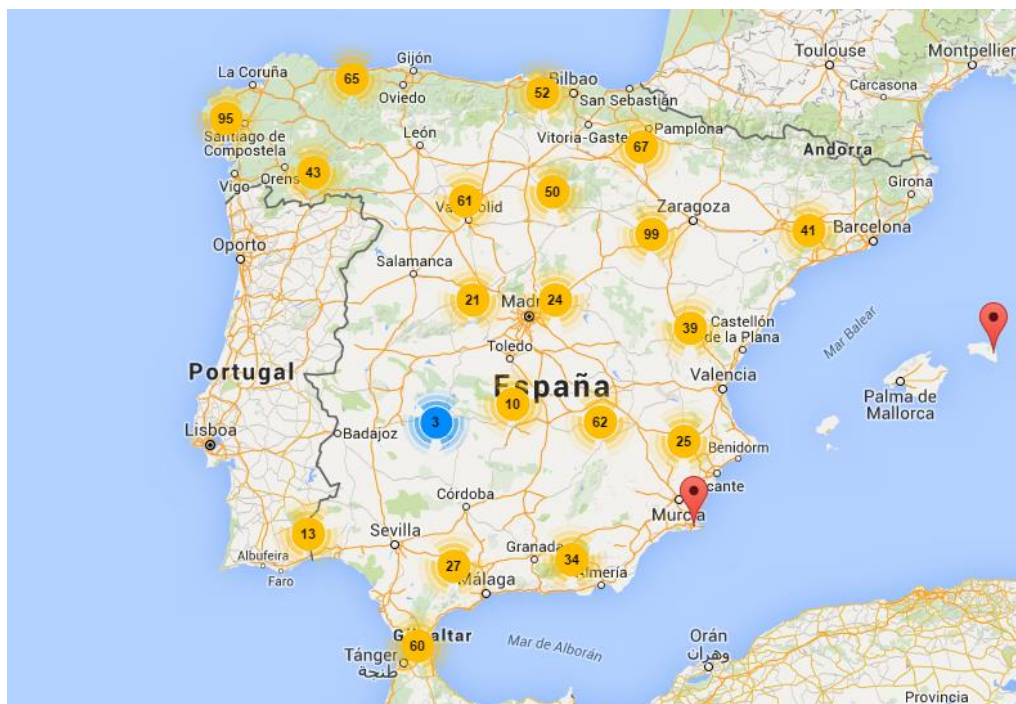 Toulouse
Montpellier
Gijón
La Coruña
65
Bilbao
Carcasona
Oviedo
52
San Sebastián
95
León
Vitoria-Gaste
Pamplona
Santiago de
Compostela
67
Andorra
Orens
43
Vigo
Girona
50
61
Zaragoza
41
99
Barcelona
Oporto
Salamanca
21
24
Mar Balear
39
Castellón
de la Plana
Toledo
Portugal
España
Valencia
Palma de
Mallorca
10
3
62
Lisboa
Badajoz
25
Benidorm
Córdoba
Murcia
13
Sevilla
Albufeira
Granada
34
27
Faro
Málaga
60
Mar de Alborán
Orán
وهران
Tánger
طنجة
Provincia